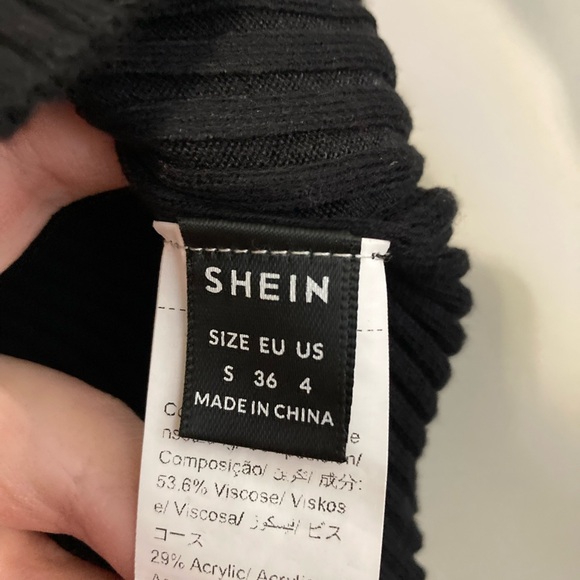 SHEIN
SIZE EU US
S 36 4
MADE IN CHINA
Composição/ تكوين/ 成分:
53.6% Viscose/ Viskos
e/ Viscosa/ فيسكوز/ ビス
コース
29% Acrylic/